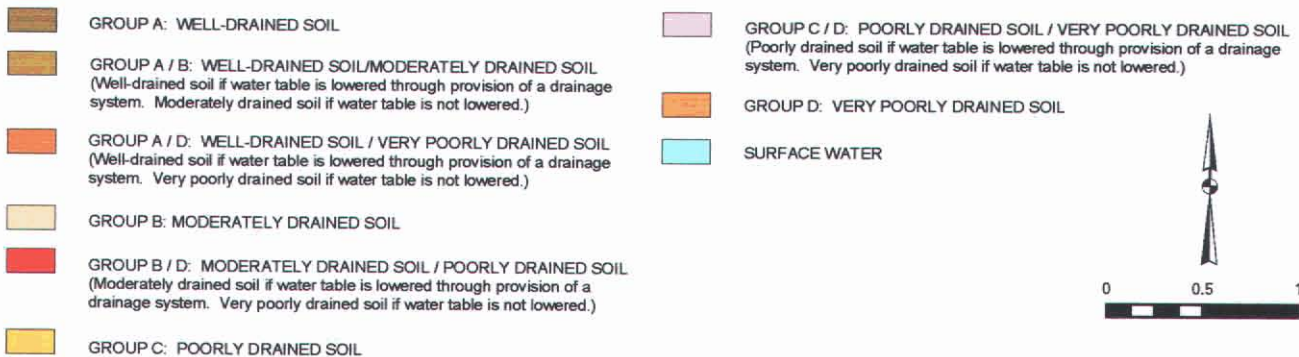 GROUP A: WELL-DRAINED SOIL
GROUP A / B: WELL-DRAINED SOIL/MODERATELY DRAINED SOIL
(Well-drained soil if water table is lowered through provision of a drainage
system. Moderately drained soil if water table is not lowered.)
GROUP A / D: WELL-DRAINED SOIL / VERY POORLY DRAINED SOIL
(Well-drained soil if water table is lowered through provision of a drainage
system. Very poorly drained soil if water table is not lowered.)
GROUP B: MODERATELY DRAINED SOIL
GROUP B / D: MODERATELY DRAINED SOIL / POORLY DRAINED SOIL
(Moderately drained soil if water table is lowered through provision of a
drainage system. Very poorly drained soil if water table is not lowered.)
GROUP C: POORLY DRAINED SOIL
GROUP C / D: POORLY DRAINED SOIL / VERY POORLY DRAINED SOIL
(Poorly drained soil if water table is lowered through provision of a drainage
system. Very poorly drained soil if water table is not lowered.)
GROUP D: VERY POORLY DRAINED SOIL
SURFACE WATER
0 0.5 1